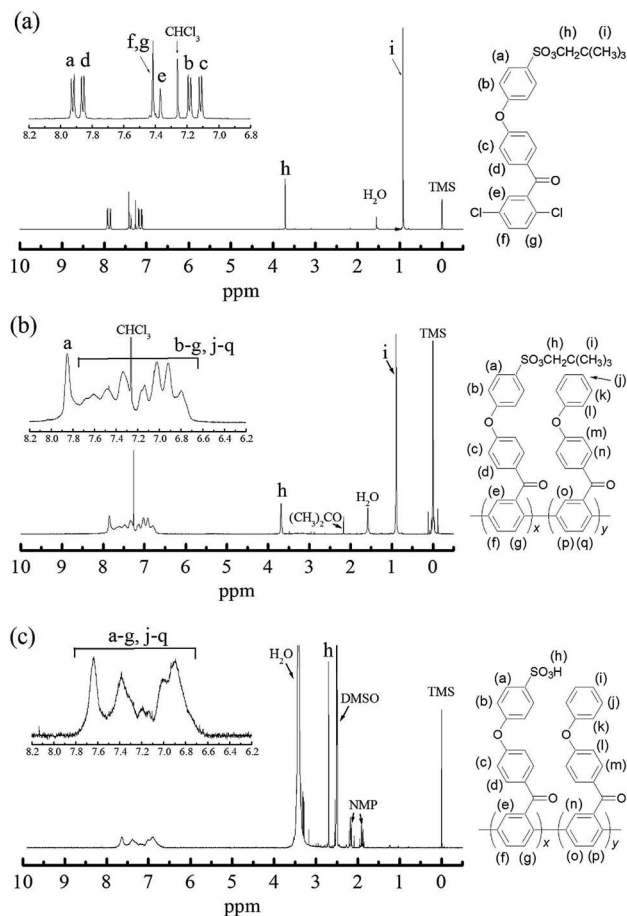 (a)
CHCl3
f,g
i
a
d
e
b
c
8.0 7.8 7.6 7.4 7.2 7.0 6.8
h
H2O
TMS
10 9 8 7 6 5 4 3 2 1 0
ppm
(h) (i)
SO3CH2C(CH3)3
(a)
(b)
O
(c)
(d)
O
(e)
Cl
Cl
(f) (g)
(b)
CHCl3
a
b-g, j-q
i
TMS
8.2 8.0 7.8 7.6 7.4 7.2 7.0 6.8 6.6 6.4 6.2
h
(CH3)2CO
H2O
10 9 8 7 6 5 4 3 2 1 0
ppm
(h) (i)
SO3CH2C(CH3)3
(a)
(j)
(b)
(k)
(l)
O O
(c) (m)
(d) (n)
O O
(e) (o)
x y
(f) (g) (p) (q)
(c)
a-g, j-q
H2O
h
DMSO
TMS
8.2 8.0 7.8 7.6 7.4 7.2 7.0 6.8 6.6 6.4 6.2
NMP
10 9 8 7 6 5 4 3 2 1 0
ppm
(h)
SO3H
(a) (i)
(b) (j)
(k)
O O
(l)
(c) (m)
(d)
O O
(e) (n)
x y
(f) (g) (o) (p)